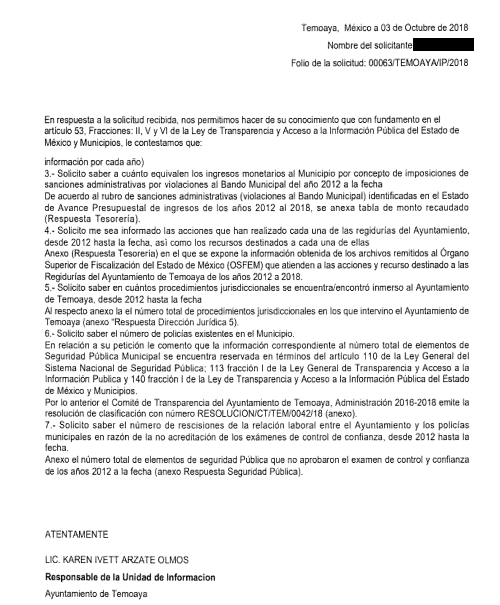 Temoaya, México a 03 de Octubre de 2018
Nombre del solicitante
Folio de la solicitud: 00063/TEMOAYA/IP/2018
En respuesta a la solicitud recibida, nos permitimos hacer de su conocimiento que con fundamento en el
artículo 53, Fracciones: II, V y VI de la Ley de Transparencia y Acceso a la Información Pública del Estado de
México y Municipios, le contestamos que:
información por cada año)
3.- Solicito saber a cuánto equivalen los ingresos monetarios al Municipio por concepto de imposiciones de
sanciones administrativas por violaciones al Bando Municipal del año 2012 a la fecha
De acuerdo al rubro de sanciones administrativas (violaciones al Bando Municipal) identificadas en el Estado
de Avance Presupuestal de ingresos de los años 2012 al 2018, se anexa tabla de monto recaudado
(Respuesta Tesorería).
4.- Solicito me sea informado las acciones que han realizado cada una de las regidurías del Ayuntamiento,
desde 2012 hasta la fecha, así como los recursos destinados a cada una de ellas
Anexo (Respuesta Tesorería) en el que se expone la información obtenida de los archivos remitidos al Órgano
Superior de Fiscalización del Estado de México (OSFEM) que atienden a las acciones y recurso destinado a las
Regidurías del Ayuntamiento de Temoaya de los años 2012 a 2018.
5.- Solicito saber en cuántos procedimientos jurisdiccionales se encuentra/encontró inmerso al Ayuntamiento
de Temoaya, desde 2012 hasta la fecha
Al respecto anexo la el número total de procedimientos jurisdiccionales en los que intervino el Ayuntamiento de
Temoaya (anexo "Respuesta Dirección Jurídica 5).
6.- Solicito saber el número de policías existentes en el Municipio.
En relación a su petición le comento que la información correspondiente al número total de elementos de
Seguridad Pública Municipal se encuentra reservada en términos del artículo 110 de la Ley General del
Sistema Nacional de Seguridad Pública; 113 fracción I de la Ley General de Transparencia y Acceso a la
Información Publica y 140 fracción I de la Ley de Transparencia y Acceso a la Información Pública del Estado
de México y Municipios.
Por lo anterior el Comité de Transparencia del Ayuntamiento de Temoaya, Administración 2016-2018 emite la
resolución de clasificación con número RESOLUCION/CT/TEM/0042/18 (anexo).
7.- Solicito saber el número de rescisiones de la relación laboral entre el Ayuntamiento y los policías
municipales en razón de la no acreditación de los exámenes de control de confianza, desde 2012 hasta la
fecha.
Anexo el número total de elementos de seguridad Pública que no aprobaron el examen de control y confianza
de los años 2012 a la fecha (anexo Respuesta Seguridad Pública).
ATENTAMENTE
LIC. KAREN IVETT ARZATE OLMOS
Responsable de la Unidad de Informacion
Ayuntamiento de Temoaya